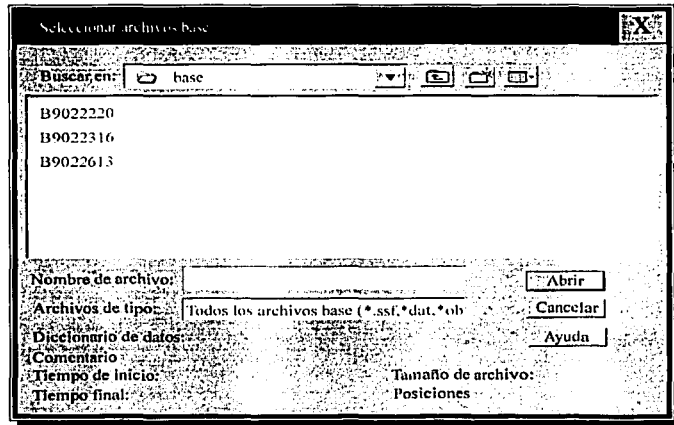 Seleccionar archivos base
X
Buscar en: base
B9022220
B9022316
B9022613
Nombre de archivo:
Abrir
Archivos de tipo: Todos los archivos base (*.ssf,*dat,*ob
Cancelar
Diccionario de datos:
Ayuda
Comentario
Tiempo de inicio:
Tamaño de archivo:
Tiempo final:
Posiciones